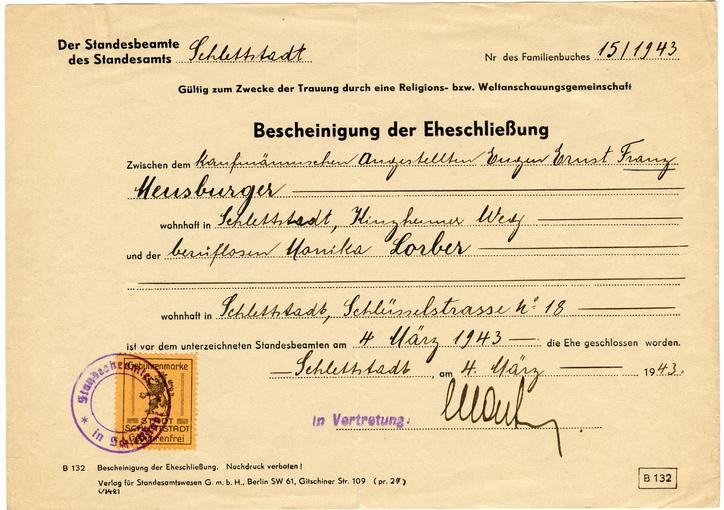 Der Standesbeamte
des Standesamts Schlettstadt
Nr des Familienbuches 15/1943
Gültig zum Zwecke der Trauung durch eine Religions- bzw. Weltanschauungsgemeinschaft
Bescheinigung der Eheschließung
Zwischen dem kaufmännischen Angestellten Eugen Ernst Franz
Meusburger
wohnhaft in Schlettstadt, Kinzheimer Weg
und der berüflosen Monika Lorber
wohnhaft in Schlettstadt, Schlüsselstrasse No 18
ist vor dem unterzeichneten Standesbeamten am 4 März 1943 die Ehe geschlossen worden.
Schlettstadt, am 4. März 1943.
In Vertretung:
Gebührenmarke
STADT
SCHLETTSTADT
Gebührenfrei
Standesbeamte
* in
B 132 Bescheinigung der Eheschließung. Nachdruck verboten!
Verlag für Standesamtswesen G. m. b. H., Berlin SW 61, Gitschiner Str. 109
B 132